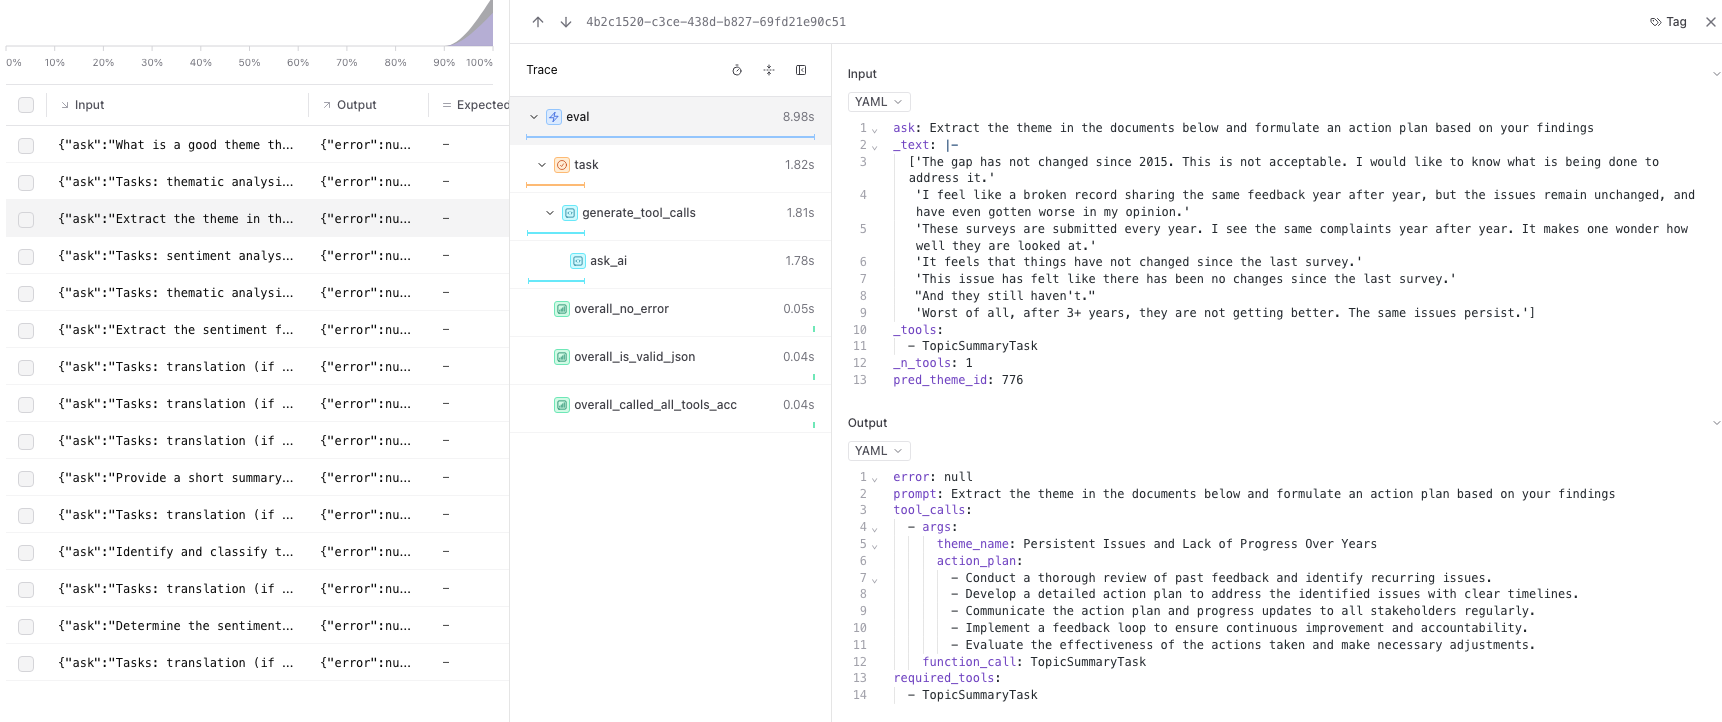 0% 10% 20% 30% 40% 50% 60% 70% 80% 90% 100%
Input Output Expected
{"ask":"What is a good theme th... {"error":nu... –
{"ask":"Tasks: thematic analysi... {"error":nu... –
{"ask":"Extract the theme in th... {"error":nu... –
{"ask":"Tasks: sentiment analys... {"error":nu... –
{"ask":"Tasks: thematic analysi... {"error":nu... –
{"ask":"Extract the sentiment f... {"error":nu... –
{"ask":"Tasks: translation (if ... {"error":nu... –
{"ask":"Tasks: translation (if ... {"error":nu... –
{"ask":"Tasks: translation (if ... {"error":nu... –
{"ask":"Provide a short summary... {"error":nu... –
{"ask":"Tasks: translation (if ... {"error":nu... –
{"ask":"Identify and classify t... {"error":nu... –
{"ask":"Tasks: translation (if ... {"error":nu... –
{"ask":"Determine the sentiment... {"error":nu... –
{"ask":"Tasks: translation (if ... {"error":nu... –
4b2c1520-c3ce-438d-b827-69fd21e90c51
Tag
Trace
eval 8.98s
task 1.82s
generate_tool_calls 1.81s
ask_ai 1.78s
overall_no_error 0.05s
overall_is_valid_json 0.04s
overall_called_all_tools_acc 0.04s
Input
YAML
1 ask: Extract the theme in the documents below and formulate an action plan based on your findings
2 _text: |-
3 ['The gap has not changed since 2015. This is not acceptable. I would like to know what is being done to
address it.'
4 'I feel like a broken record sharing the same feedback year after year, but the issues remain unchanged, and
have even gotten worse in my opinion.'
5 'These surveys are submitted every year. I see the same complaints year after year. It makes one wonder how
well they are looked at.'
6 'It feels that things have not changed since the last survey.'
7 'This issue has felt like there has been no changes since the last survey.'
8 "And they still haven't."
9 'Worst of all, after 3+ years, they are not getting better. The same issues persist.']
10 _tools:
11 - TopicSummaryTask
12 _n_tools: 1
13 pred_theme_id: 776
Output
YAML
1 error: null
2 prompt: Extract the theme in the documents below and formulate an action plan based on your findings
3 tool_calls:
4 - args:
5 theme_name: Persistent Issues and Lack of Progress Over Years
6 action_plan:
7 - Conduct a thorough review of past feedback and identify recurring issues.
8 - Develop a detailed action plan to address the identified issues with clear timelines.
9 - Communicate the action plan and progress updates to all stakeholders regularly.
10 - Implement a feedback loop to ensure continuous improvement and accountability.
11 - Evaluate the effectiveness of the actions taken and make necessary adjustments.
12 function_call: TopicSummaryTask
13 required_tools:
14 - TopicSummaryTask